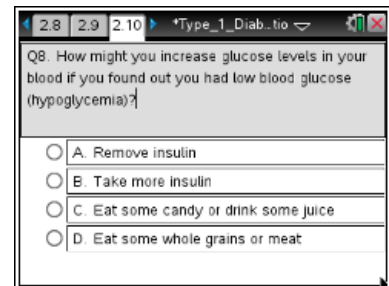 2.8 2.9 2.10 *Type_1_Diab...tio
Q8. How might you increase glucose levels in your
blood if you found out you had low blood glucose
(hypoglycemia)?
A. Remove insulin
B. Take more insulin
C. Eat some candy or drink some juice
D. Eat some whole grains or meat